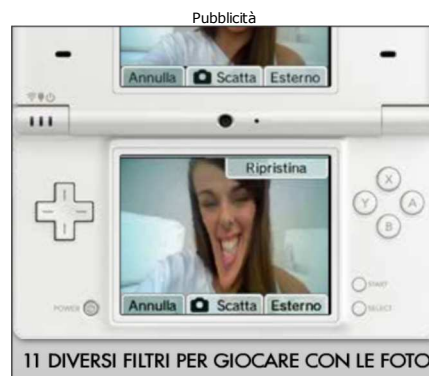 Pubblicità
Annulla Scatta Esterno
Ripristina
X
Y A
B
START
POWER SELECT
Annulla Scatta Esterno
11 DIVERSI FILTRI PER GIOCARE CON LE FOTO